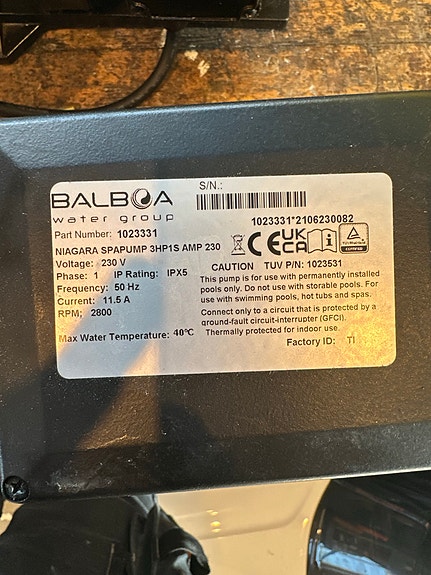 S/N.:
BALBOA
water group
1023331*2106230082
Part Number: 1023331
NIAGARA SPAPUMP 3HP1S AMP 230
Voltage: 230 V
Phase: 1 IP Rating: IPX5
Frequency: 50 Hz
Current: 11.5 A
RPM; 2800
Max Water Temperature: 40℃
CE UK
CA
CAUTION TUV P/N: 1023531
This pump is for use with permanently installed
pools only. Do not use with storable pools. For
use with swimming pools, hot tubs and spas.
Connect only to a circuit that is protected by a
ground-fault circuit-interrupter (GFCI).
Thermally protected for indoor use.
Factory ID: TI